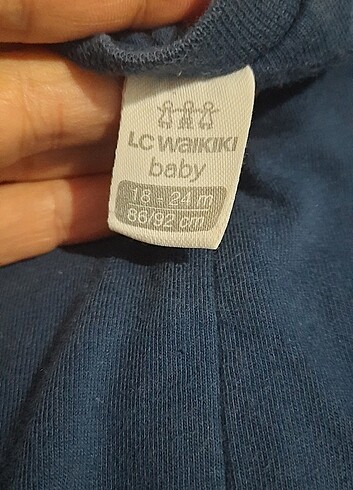 LC WAIKIKI
baby
18 - 24 m
86/92 cm